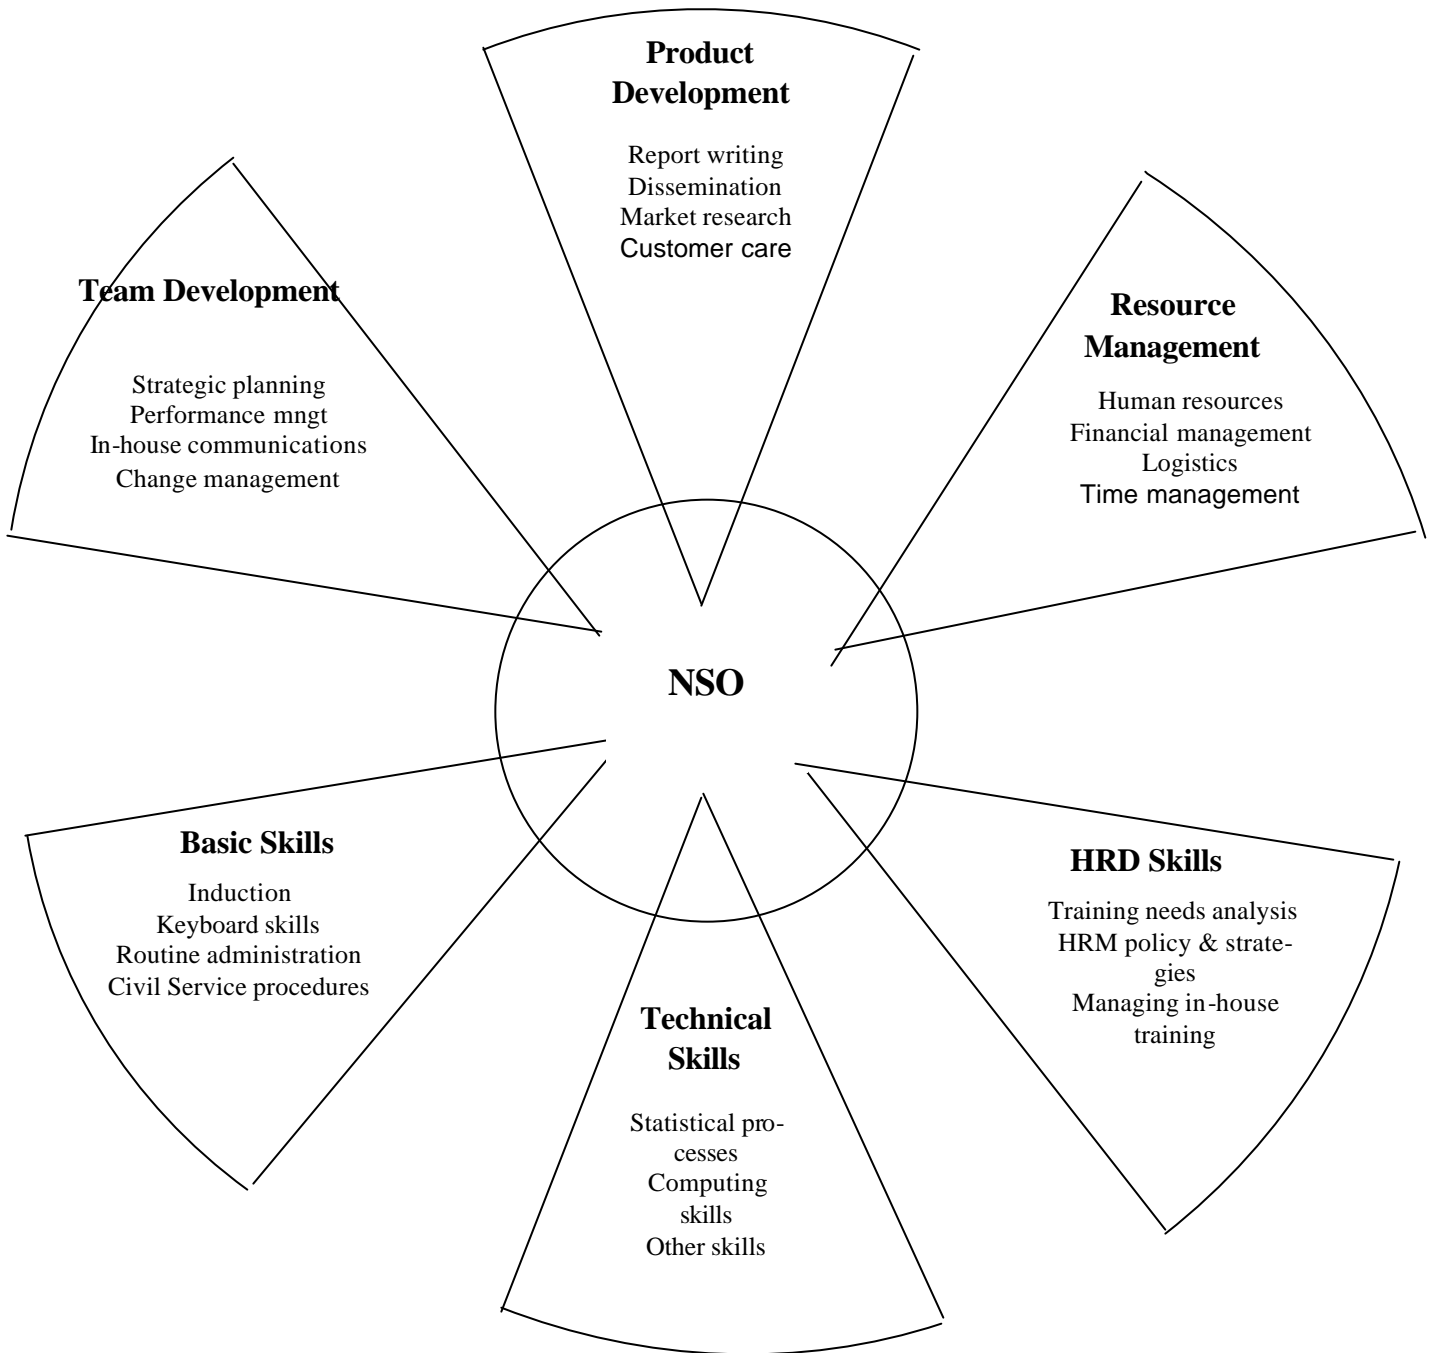 Product
Development
Report writing
Dissemination
Market research
Customer care
Team Development
Strategic planning
Performance mngt
In-house communications
Change management
Resource
Management
Human resources
Financial management
Logistics
Time management
NSO
Basic Skills
Induction
Keyboard skills
Routine administration
Civil Service procedures
HRD Skills
Training needs analysis
HRM policy & strate-
gies
Managing in-house
training
Technical
Skills
Statistical pro-
cesses
Computing
skills
Other skills